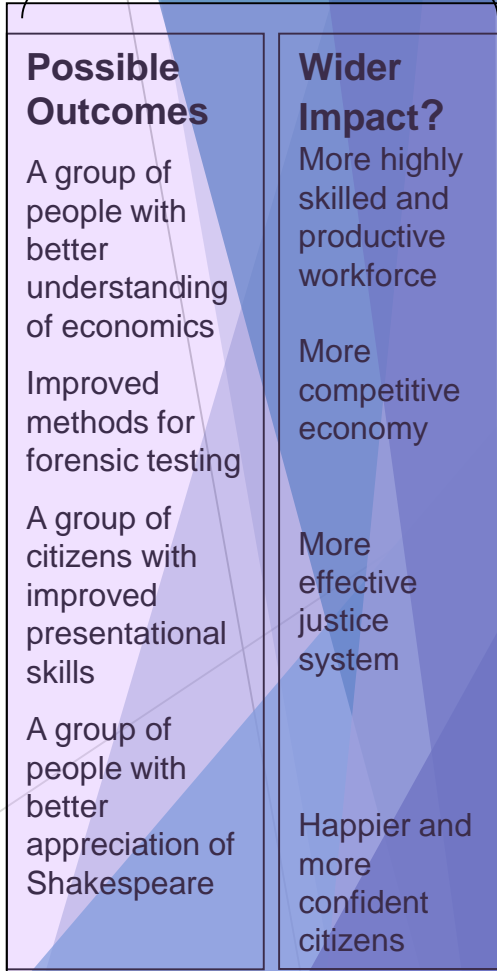 Possible
Outcomes
A group of
people with
better
understanding
of economics
Improved
methods for
forensic testing
A group of
citizens with
improved
presentational
skills
A group of
people with
better
appreciation of
Shakespeare
Wider
Impact?
More highly
skilled and
productive
workforce
More
competitive
economy
More
effective
justice
system
Happier and
more
confident
citizens